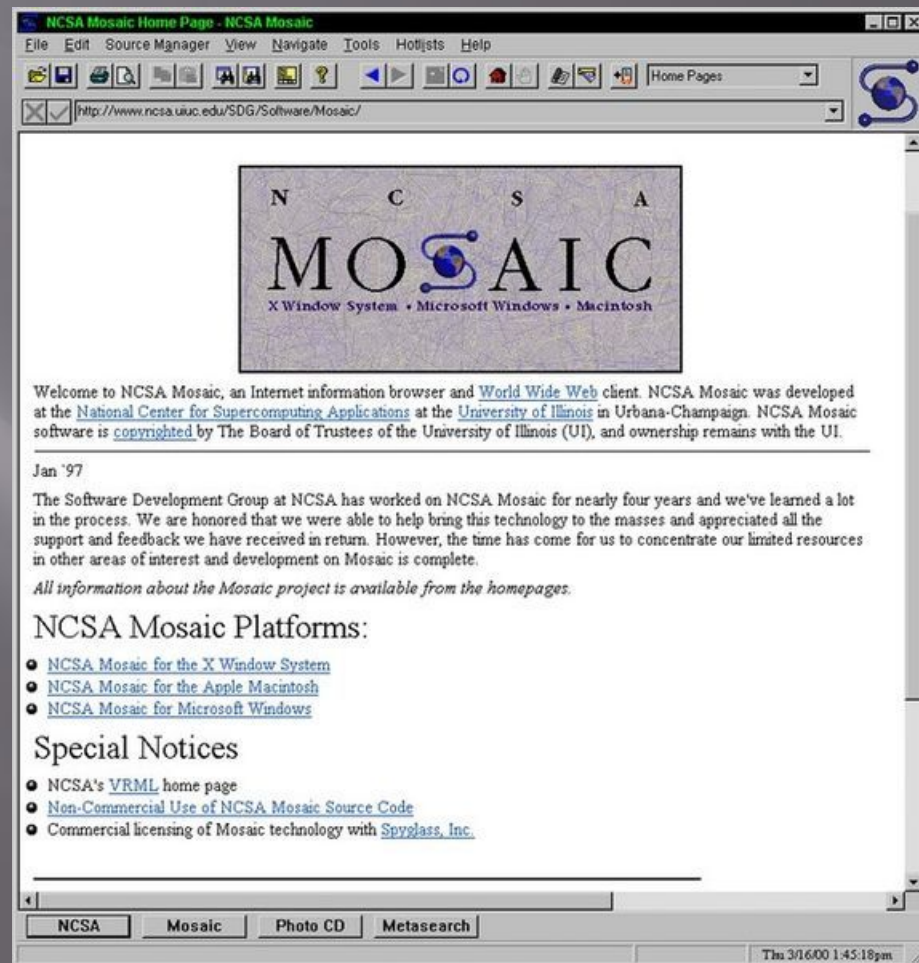 NCSA Mosaic Home Page - NCSA Mosaic
File Edit Source Manager View Navigate Tools Hotlists Help
Home Pages
http://www.ncsa.uiuc.edu/SDG/Software/Mosaic/
N C S A
MOSAIC
X Window System • Microsoft Windows • Macintosh
Welcome to NCSA Mosaic, an Internet information browser and World Wide Web client. NCSA Mosaic was developed
at the National Center for Supercomputing Applications at the University of Illinois in Urbana-Champaign. NCSA Mosaic
software is copyrighted by The Board of Trustees of the University of Illinois (UI), and ownership remains with the UI.
Jan '97
The Software Development Group at NCSA has worked on NCSA Mosaic for nearly four years and we've learned a lot
in the process. We are honored that we were able to help bring this technology to the masses and appreciated all the
support and feedback we have received in return. However, the time has come for us to concentrate our limited resources
in other areas of interest and development on Mosaic is complete.
All information about the Mosaic project is available from the homepages.
NCSA Mosaic Platforms:
NCSA Mosaic for the X Window System
NCSA Mosaic for the Apple Macintosh
NCSA Mosaic for Microsoft Windows
Special Notices
NCSA's VRML home page
Non-Commercial Use of NCSA Mosaic Source Code
Commercial licensing of Mosaic technology with Spyglass, Inc.
NCSA Mosaic Photo CD Metasearch
Thu 3/16/00 1:45:18pm